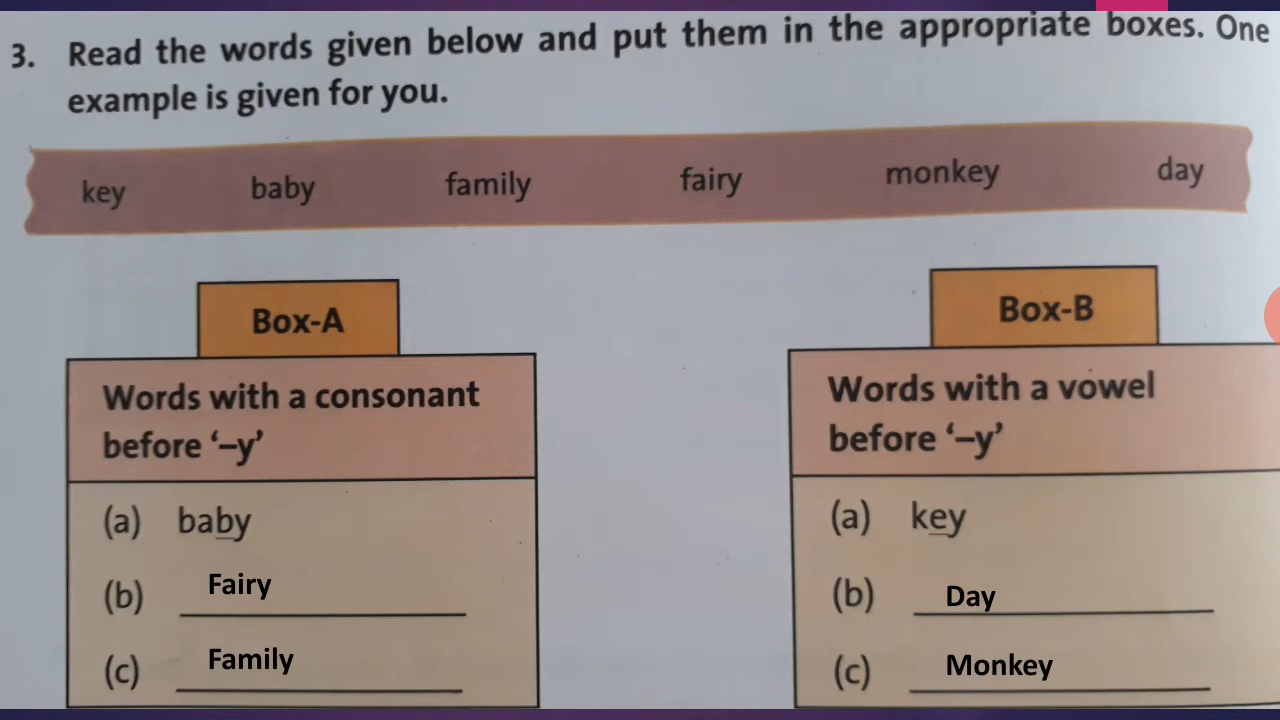 3. Read the words given below and put them in the appropriate boxes. One
example is given for you.
key baby family fairy monkey day
Box-A
Words with a consonant
before ‘–y’
(a) baby
(b) Fairy
(c) Family
Box-B
Words with a vowel
before ‘–y’
(a) key
(b) Day
(c) Monkey